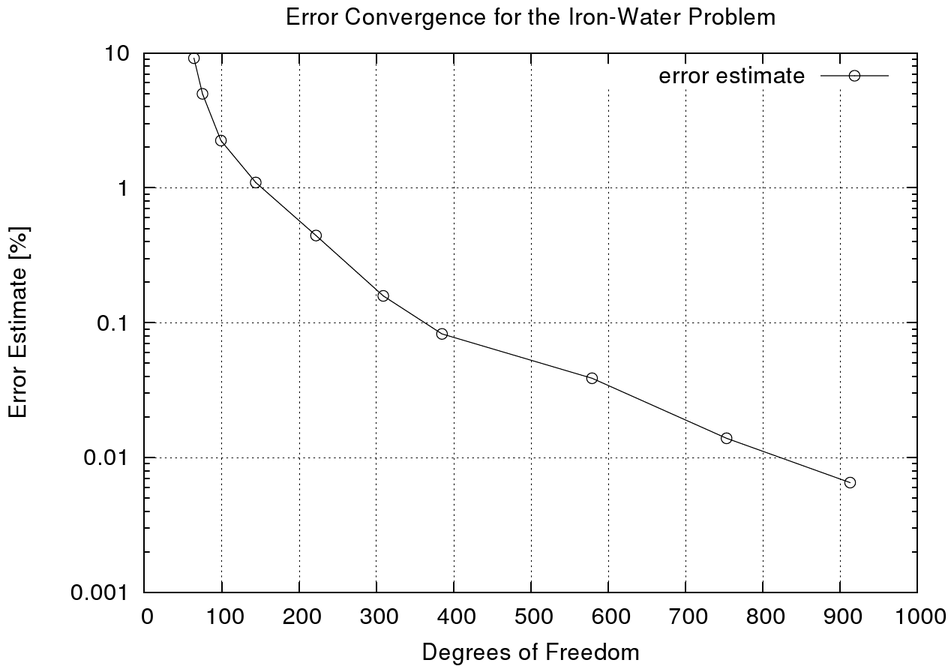 Error Convergence for the Iron-Water Problem
error estimate
10
1
0.1
0.01
0.001
Error Estimate [%]
0 100 200 300 400 500 600 700 800 900 1000
Degrees of Freedom